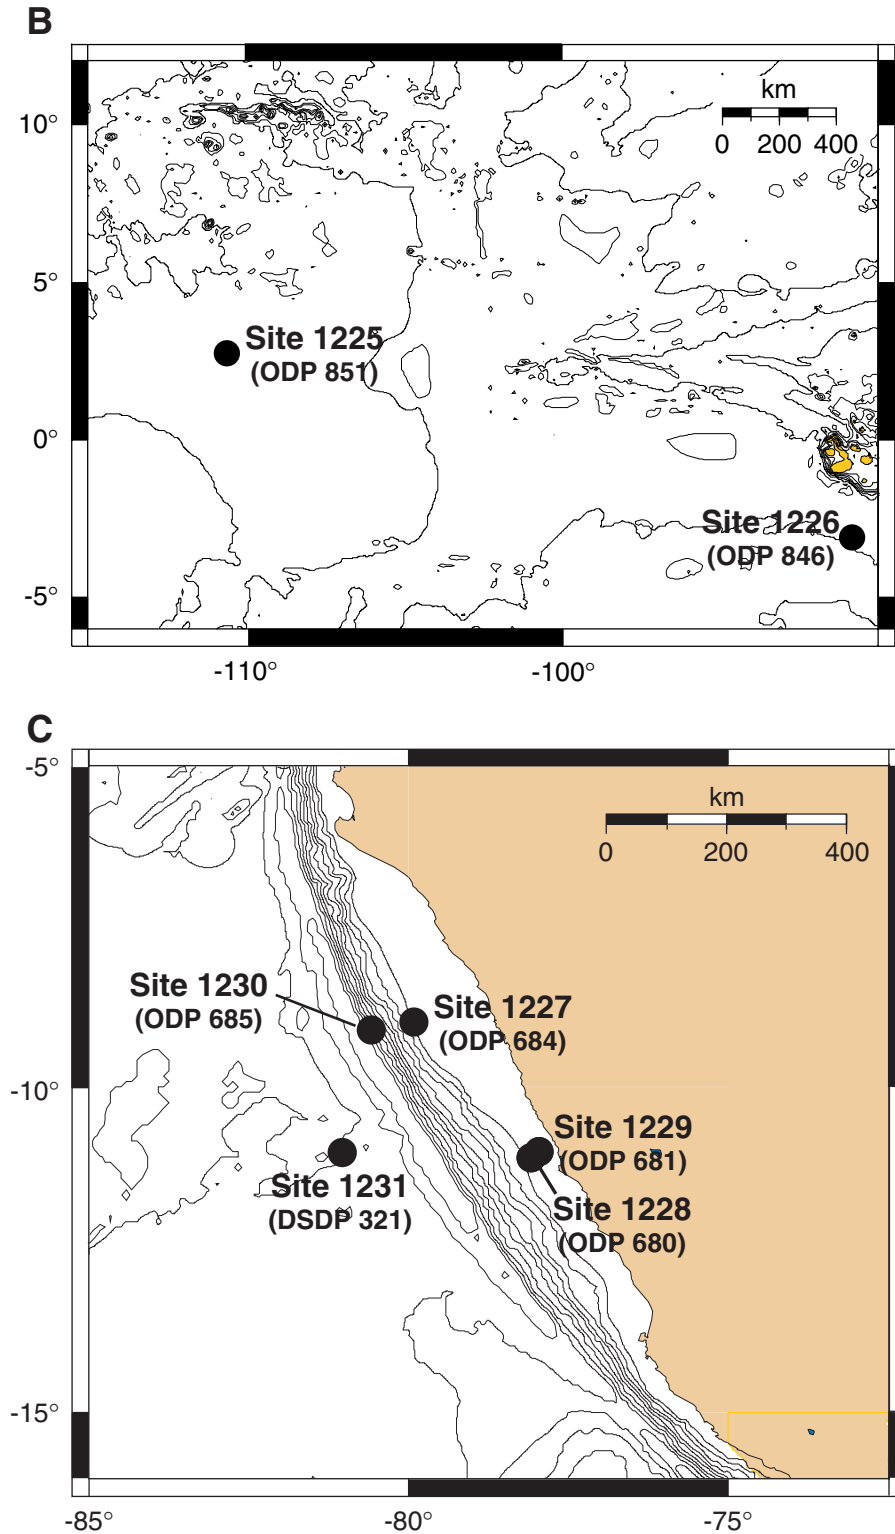 B
10°
5°
0°
-5°
km
0 200 400
Site 1225
(ODP 851)
Site 1226
(ODP 846)
-110°
-100°
C
-5°
-10°
-15°
km
0 200 400
Site 1230
(ODP 685)
Site 1227
(ODP 684)
Site 1229
(ODP 681)
Site 1231
(DSDP 321)
Site 1228
(ODP 680)
-85°
-80°
-75°